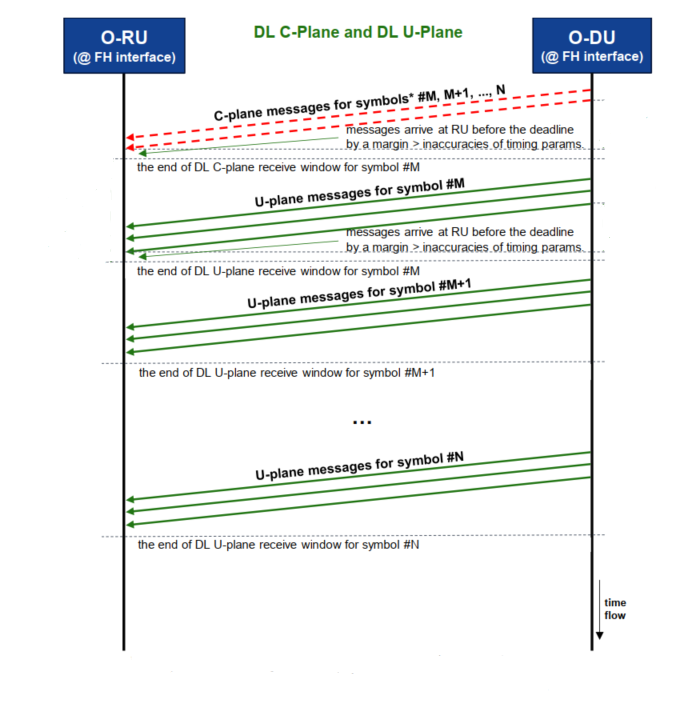 O-RU
(@ FH interface)
DL C-Plane and DL U-Plane
O-DU
(@ FH interface)
C-plane messages for symbols* #M, M+1, ..., N
messages arrive at RU before the deadline
by a margin > inaccuracies of timing params.
the end of DL C-plane receive window for symbol #M
U-plane messages for symbol #M
messages arrive at RU before the deadline
by a margin > inaccuracies of timing params.
the end of DL U-plane receive window for symbol #M
U-plane messages for symbol #M+1
the end of DL U-plane receive window for symbol #M+1
...
U-plane messages for symbol #N
the end of DL U-plane receive window for symbol #N
time
flow